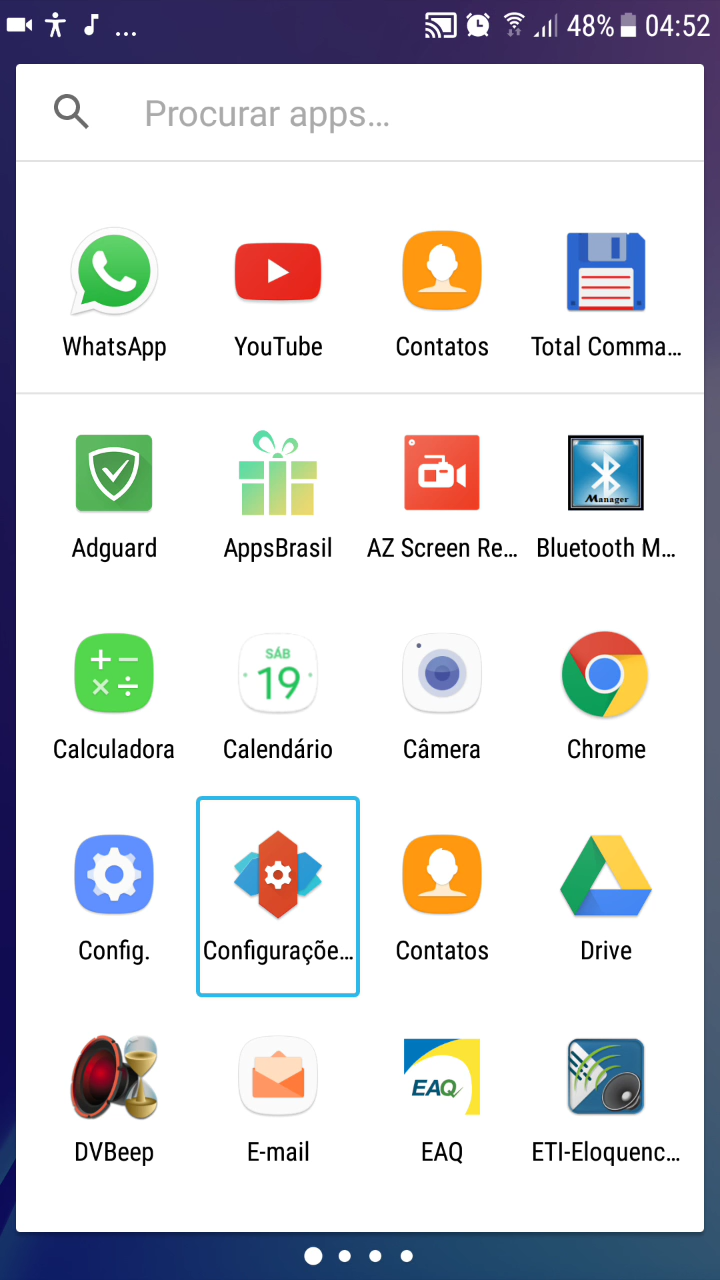 ... 48% 04:52
Procurar apps...
WhatsApp YouTube Contatos Total Comma...
Manager
Adguard AppsBrasil AZ Screen Re... Bluetooth M...
SÁB
19
Calculadora Calendário Câmera Chrome
Config. Configuraçõe... Contatos Drive
EAQ
DVBeep E-mail EAQ ETI-Eloquenc...